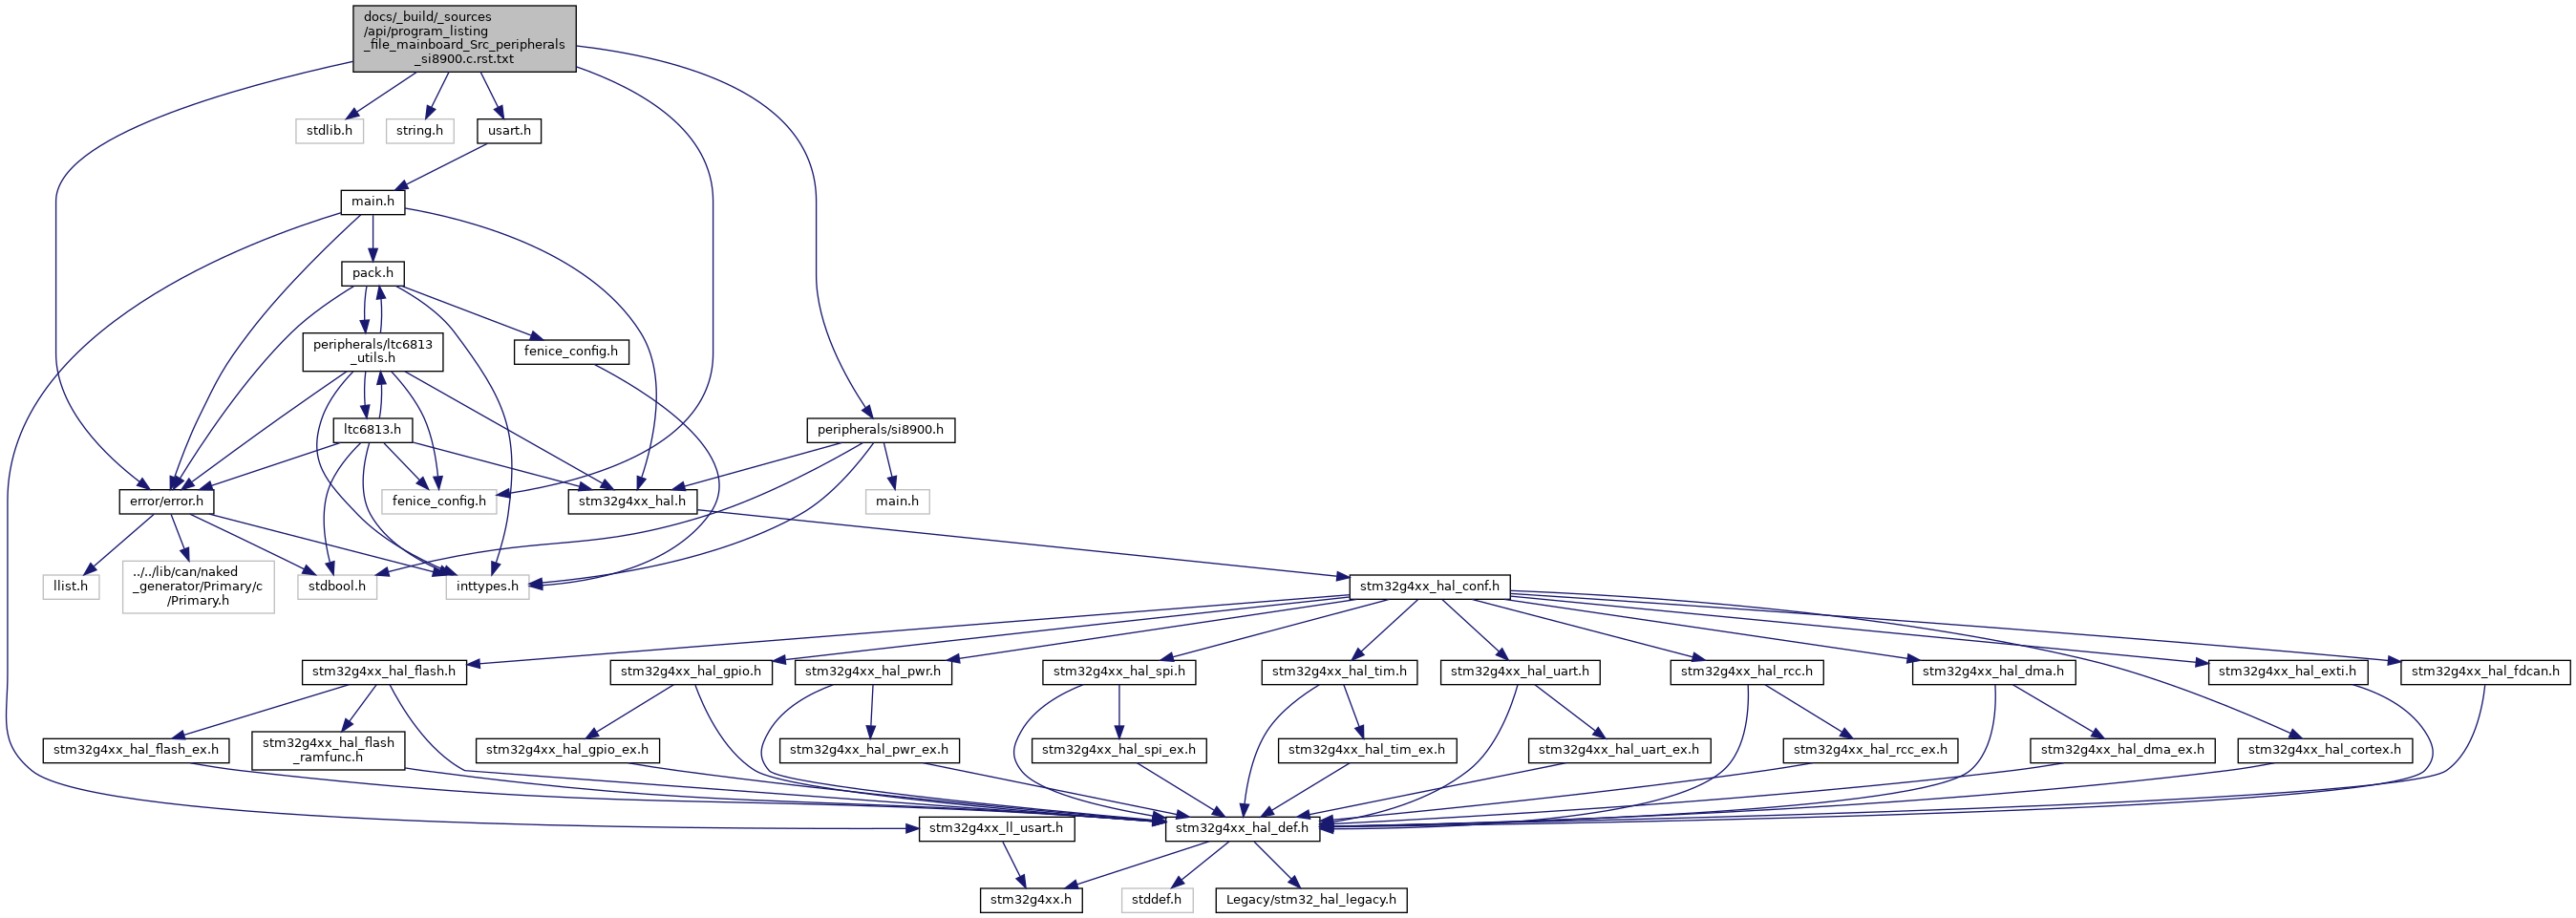 docs/_build/_sources
/api/program_listing
_file_mainboard_Src_peripherals
_si8900.c.rst.txt
stdlib.h
string.h
usart.h
main.h
pack.h
peripherals/ltc6813
_utils.h
fenice_config.h
ltc6813.h
peripherals/si8900.h
error/error.h
fenice_config.h
stm32g4xx_hal.h
main.h
llist.h
../../lib/can/naked
_generator/Primary/c
/Primary.h
stdbool.h
inttypes.h
stm32g4xx_hal_conf.h
stm32g4xx_hal_flash.h
stm32g4xx_hal_gpio.h
stm32g4xx_hal_pwr.h
stm32g4xx_hal_spi.h
stm32g4xx_hal_tim.h
stm32g4xx_hal_uart.h
stm32g4xx_hal_rcc.h
stm32g4xx_hal_dma.h
stm32g4xx_hal_exti.h
stm32g4xx_hal_fdcan.h
stm32g4xx_hal_flash_ex.h
stm32g4xx_hal_flash
_ramfunc.h
stm32g4xx_hal_gpio_ex.h
stm32g4xx_hal_pwr_ex.h
stm32g4xx_hal_spi_ex.h
stm32g4xx_hal_tim_ex.h
stm32g4xx_hal_uart_ex.h
stm32g4xx_hal_rcc_ex.h
stm32g4xx_hal_dma_ex.h
stm32g4xx_hal_cortex.h
stm32g4xx_ll_usart.h
stm32g4xx_hal_def.h
stm32g4xx.h
stddef.h
Legacy/stm32_hal_legacy.h